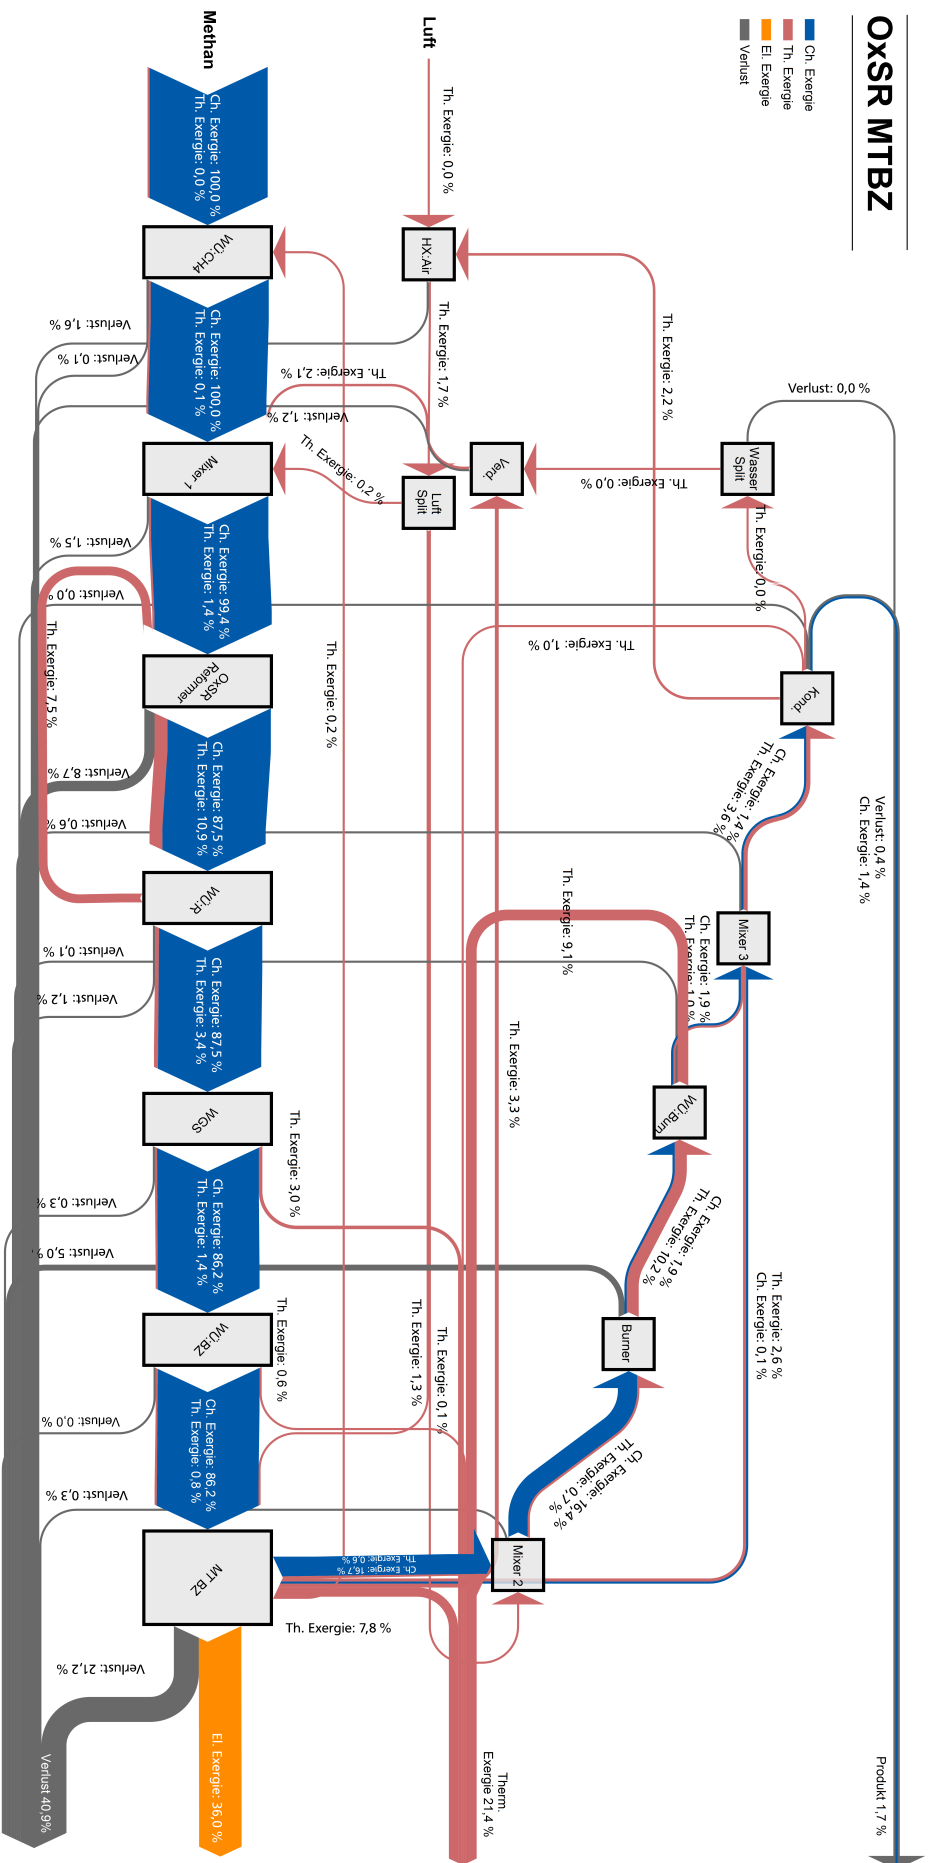 OxSR MTBZ
Ch. Exergie
Th. Exergie
El. Exergie
Verlust
Methan
Luft
Ch. Exergie: 100,0 %
Th. Exergie: 0,0 %
WÜ:CH4
Ch. Exergie: 100,0 %
Th. Exergie: 0,1 %
Mixer 1
Ch. Exergie: 99,4 %
Th. Exergie: 1,4 %
OxSR
Reformer
Ch. Exergie: 87,5 %
Th. Exergie: 10,9 %
WÜ:R
Ch. Exergie: 87,5 %
Th. Exergie: 3,4 %
WGS
Ch. Exergie: 86,2 %
Th. Exergie: 1,4 %
WÜ:BZ
Ch. Exergie: 86,2 %
Th. Exergie: 0,8 %
MT BZ
El. Exergie: 36,0 %
Th. Exergie: 0,0 %
HX:Air
Th. Exergie: 1,7 %
Luft
Split
Th. Exergie: 2,1 %
Verlust: 1,2 %
Th. Exergie: 0,2 %
Verd.
Th. Exergie: 0,0 %
Wasser
Split
Verlust: 0,0 %
Th. Exergie: 0,0 %
Th. Exergie: 2,2 %
Th. Exergie: 1,0 %
Kond.
Verlust: 0,4 %
Ch. Exergie: 1,4 %
Ch. Exergie: 1,4 %
Th. Exergie: 3,6 %
Mixer 3
Ch. Exergie: 1,9 %
Th. Exergie: 1,0 %
Th. Exergie: 9,1 %
WÜ:Burn
Ch. Exergie: 1,9 %
Th. Exergie: 10,2 %
Burner
Th. Exergie: 2,6 %
Ch. Exergie: 0,1 %
Ch. Exergie: 16,4 %
Th. Exergie: 0,7 %
Mixer 2
Th. Exergie: 0,6 %
Ch. Exergie: 16,7 %
Th. Exergie: 7,8 %
Th. Exergie: 3,3 %
Th. Exergie: 0,2 %
Th. Exergie: 3,0 %
Th. Exergie: 0,6 %
Th. Exergie: 1,3 %
Th. Exergie: 0,1 %
Th. Exergie: 7,5 %
Verlust: 1,6 %
Verlust: 0,1 %
Verlust: 1,5 %
Verlust: 0,0 %
Verlust: 8,7 %
Verlust: 0,6 %
Verlust: 0,1 %
Verlust: 1,2 %
Verlust: 0,3 %
Verlust: 5,0 %
Verlust: 0,0 %
Verlust: 0,3 %
Verlust: 21,2 %
Verlust 40,9%
Therm.
Exergie 21,4 %
Produkt 1,7 %